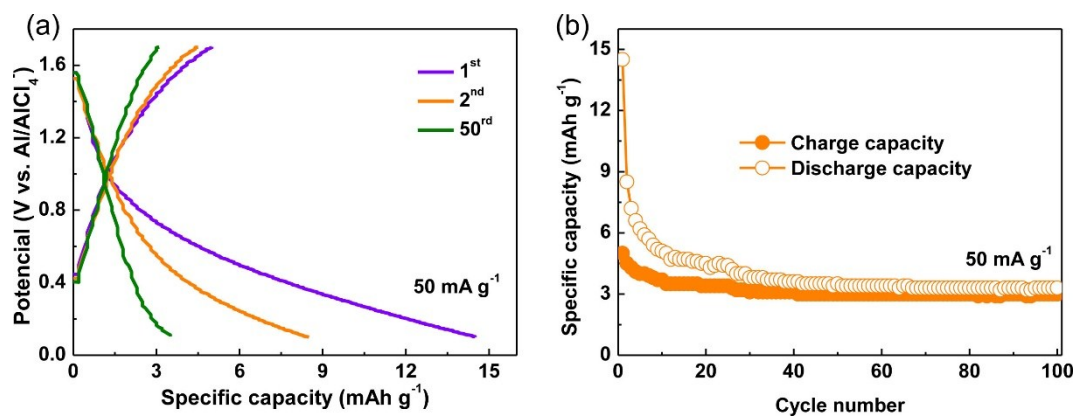 (a)
1.6
1.2
0.8
0.4
0.0
Potencial (V vs. Al/AlCl4-
1st
2nd
50rd
50 mA g-1
0 3 6 9 12 15
Specific capacity (mAh g-1)
(b)
15
12
9
6
3
0
Specific capacity (mAh g-1)
Charge capacity
Discharge capacity
50 mA g-1
0 20 40 60 80 100
Cycle number